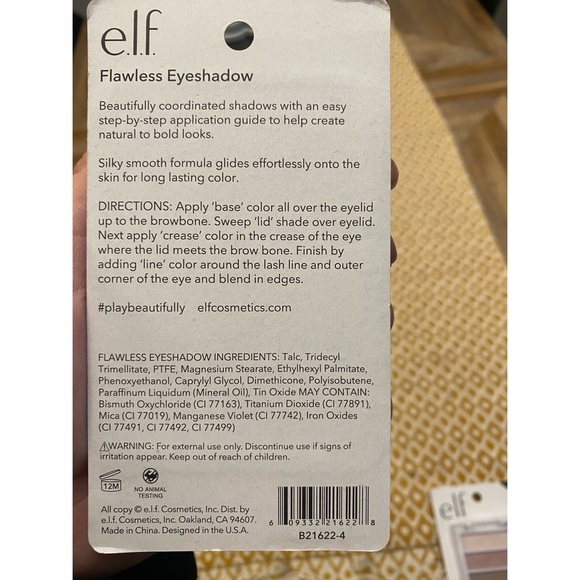 e.l.f.
Flawless Eyeshadow
Beautifully coordinated shadows with an easy
step-by-step application guide to help create
natural to bold looks.
Silky smooth formula glides effortlessly onto the
skin for long lasting color.
DIRECTIONS: Apply 'base' color all over the eyelid
up to the browbone. Sweep 'lid' shade over eyelid.
Next apply 'crease' color in the crease of the eye
where the lid meets the brow bone. Finish by
adding 'line' color around the lash line and outer
corner of the eye and blend in edges.
#playbeautifully elfcosmetics.com
FLAWLESS EYESHADOW INGREDIENTS: Talc, Tridecyl
Trimellitate, PTFE, Magnesium Stearate, Ethylhexyl Palmitate,
Phenoxyethanol, Caprylyl Glycol, Dimethicone, Polyisobutene,
Paraffinum Liquidum (Mineral Oil), Tin Oxide MAY CONTAIN:
Bismuth Oxychloride (CI 77163), Titanium Dioxide (CI 77891),
Mica (CI 77019), Manganese Violet (CI 77742), Iron Oxides
(CI 77491, CI 77492, CI 77499)
⚠WARNING: For external use only. Discontinue use if signs of
irritation appear. Keep out of reach of children.
12M
NO ANIMAL
TESTING
All copy © e.l.f. Cosmetics, Inc. Dist. by
e.l.f. Cosmetics, Inc. Oakland, CA 94607.
Made in China. Designed in the U.S.A.
6 09332 21622 8
B21622-4
elf